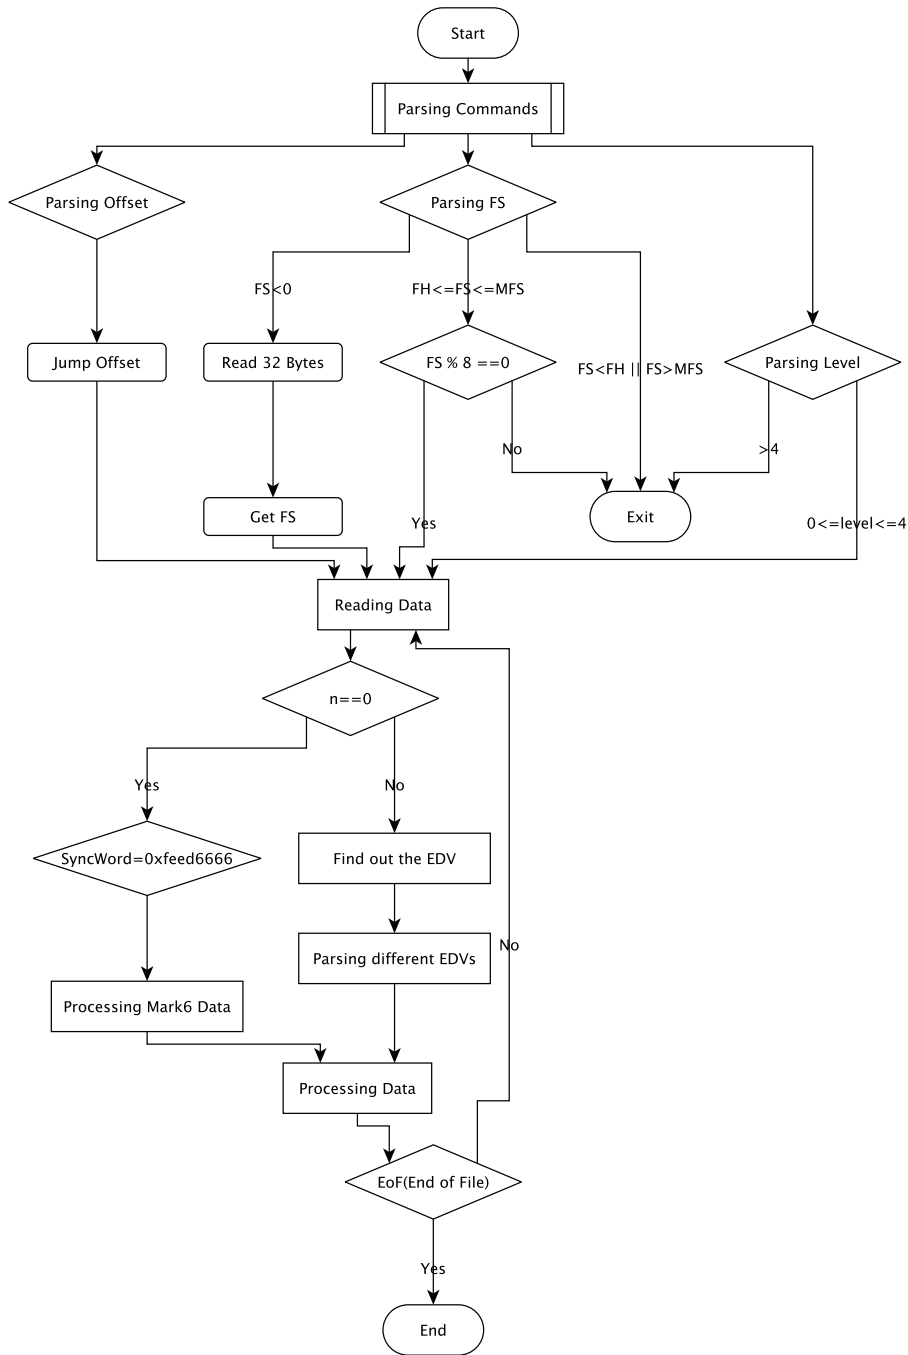 Start
Parsing Commands
Parsing Offset
Parsing FS
FS<0
FH<=FS<=MFS
Jump Offset
Read 32 Bytes
FS % 8 ==0
FS<FH || FS>MFS
Parsing Level
No
>4
Get FS
Yes
Exit
0<=level<=4
Reading Data
n==0
Yes
No
SyncWord=0xfeed6666
Find out the EDV
No
Parsing different EDVs
Processing Mark6 Data
Processing Data
EoF(End of File)
Yes
End